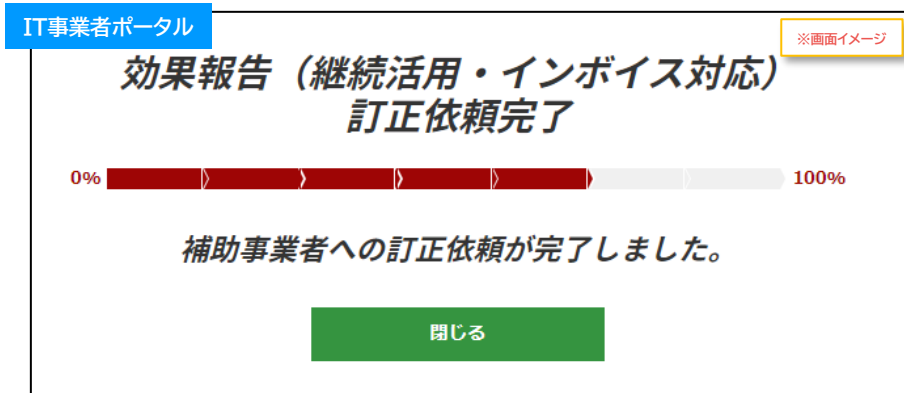 IT事業者ポータル
※画面イメージ
効果報告（継続活用・インボイス対応）
訂正依頼完了
0%
100%
補助事業者への訂正依頼が完了しました。
閉じる